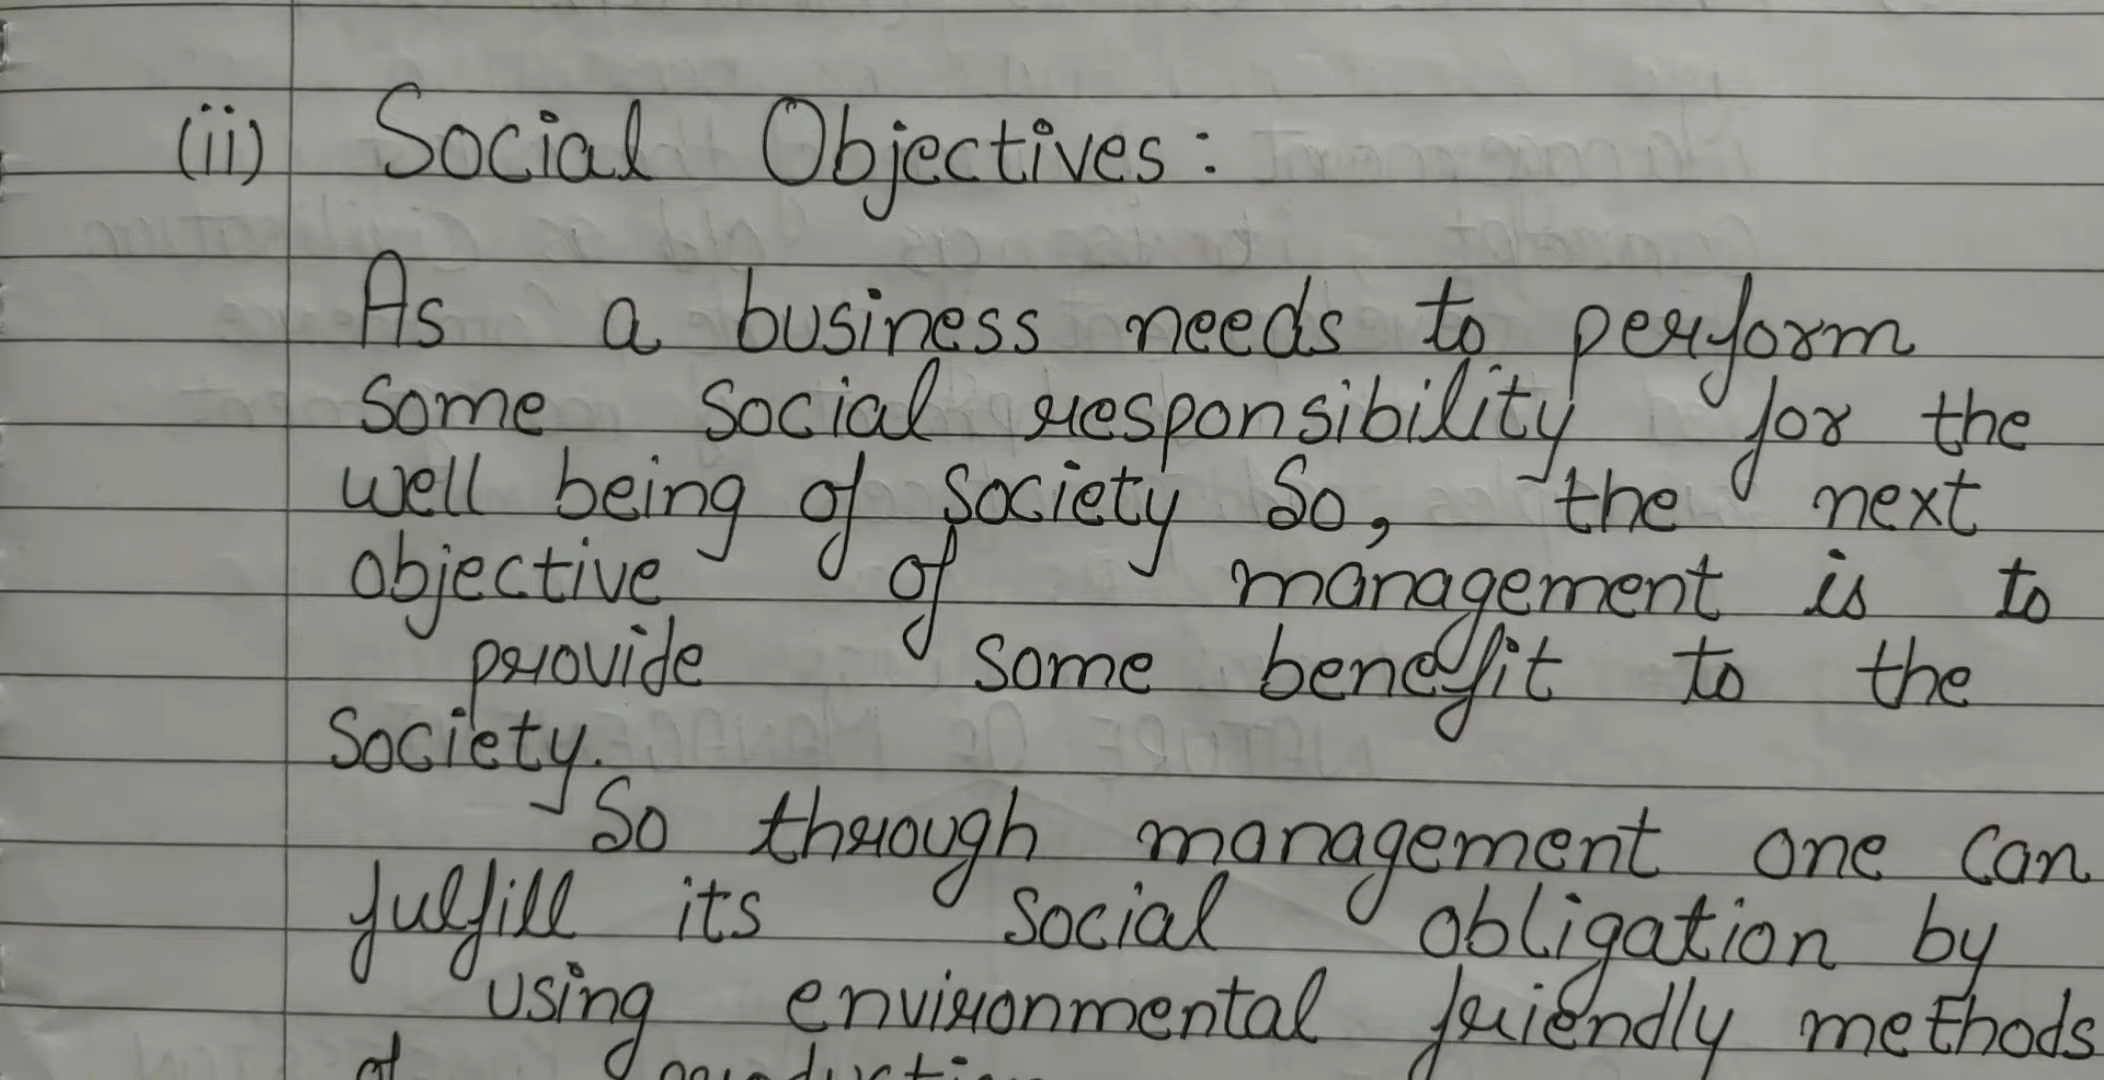 (ii) Social Objectives:
As a business needs to perform
some social responsibility for the
well being of society So, the next
objective of management is to
provide some benefit to the
society.
So through management one can
fulfill its social obligation by
using environmental friendly methods
of production